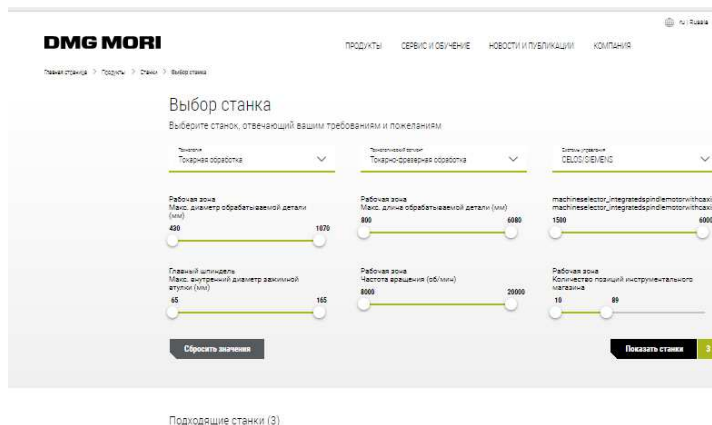 ru | Russia
DMG MORI
ПРОДУКТЫ СЕРВИС И ОБУЧЕНИЕ НОВОСТИ И ПУБЛИКАЦИИ КОМПАНИЯ
Главная страница > Продукты > Станки > Выбор станка
Выбор станка
Выберите станок, отвечающий вашим требованиям и пожеланиям
Технология Технологический сегмент Система управления
Токарная обработка Токарно-фрезерная обработка CELOS/SIEMENS
Рабочая зона
Макс. диаметр обрабатываемой детали
(мм)
430 1070
Рабочая зона
Макс. длина обрабатываемой детали (мм)
800 6080
machineselector_integratedspindlemotorwithcaxi
machineselector_integratedspindlemotorwithcaxi
1500 6000
Главный шпиндель
Макс. внутренний диаметр зажимной
втулки (мм)
65 165
Рабочая зона
Частота вращения (об/мин)
8000 20000
Рабочая зона
Количество позиций инструментального
магазина
10 89
Сбросить значения
Показать станки 3
Подходящие станки (3)